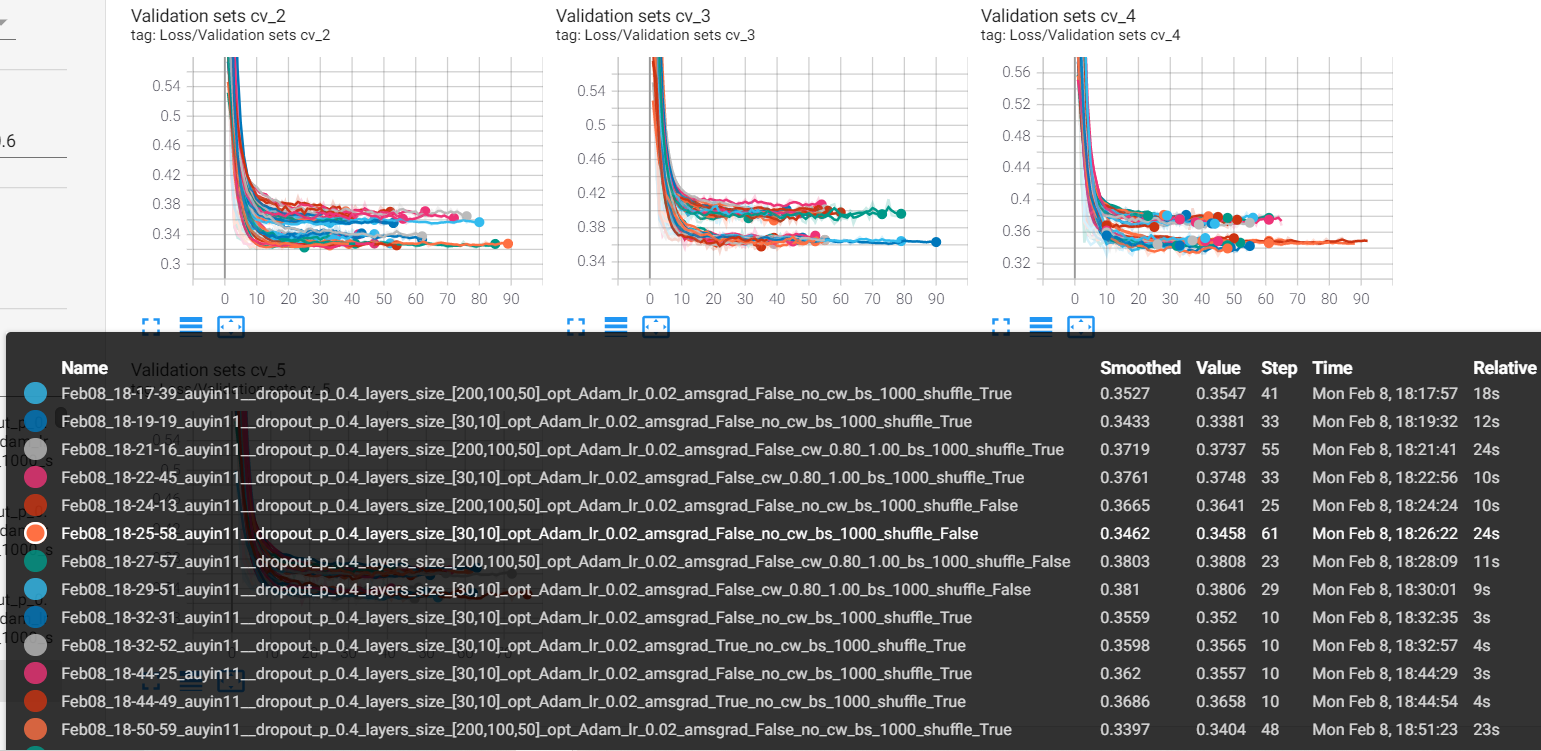 Validation sets cv_2
tag: Loss/Validation sets cv_2
0.54
0.5
0.46
0.42
0.38
0.34
0.3
0 10 20 30 40 50 60 70 80 90
Validation sets cv_3
tag: Loss/Validation sets cv_3
0.54
0.5
0.46
0.42
0.38
0.34
0 10 20 30 40 50 60 70 80 90
Validation sets cv_4
tag: Loss/Validation sets cv_4
0.56
0.52
0.48
0.44
0.4
0.36
0.32
0 10 20 30 40 50 60 70 80 90
Validation sets cv_5
tag: Loss/Validation sets cv_5
Name Smoothed Value Step Time Relative
Feb08_18-17-39_auyin11__dropout_p_0.4_layers_size_[200,100,50]_opt_Adam_lr_0.02_amsgrad_False_no_cw_bs_1000_shuffle_True 0.3527 0.3547 41 Mon Feb 8, 18:17:57 18s
Feb08_18-19-19_auyin11__dropout_p_0.4_layers_size_[30,10]_opt_Adam_lr_0.02_amsgrad_False_no_cw_bs_1000_shuffle_True 0.3433 0.3381 33 Mon Feb 8, 18:19:32 12s
Feb08_18-21-16_auyin11__dropout_p_0.4_layers_size_[200,100,50]_opt_Adam_lr_0.02_amsgrad_False_cw_0.80_1.00_bs_1000_shuffle_True 0.3719 0.3737 55 Mon Feb 8, 18:21:41 24s
Feb08_18-22-45_auyin11__dropout_p_0.4_layers_size_[30,10]_opt_Adam_lr_0.02_amsgrad_False_cw_0.80_1.00_bs_1000_shuffle_True 0.3761 0.3748 33 Mon Feb 8, 18:22:56 10s
Feb08_18-24-13_auyin11__dropout_p_0.4_layers_size_[200,100,50]_opt_Adam_lr_0.02_amsgrad_False_no_cw_bs_1000_shuffle_False 0.3665 0.3641 25 Mon Feb 8, 18:24:24 10s
Feb08_18-25-58_auyin11__dropout_p_0.4_layers_size_[30,10]_opt_Adam_lr_0.02_amsgrad_False_no_cw_bs_1000_shuffle_False 0.3462 0.3458 61 Mon Feb 8, 18:26:22 24s
Feb08_18-27-57_auyin11__dropout_p_0.4_layers_size_[200,100,50]_opt_Adam_lr_0.02_amsgrad_False_cw_0.80_1.00_bs_1000_shuffle_False 0.3803 0.3808 23 Mon Feb 8, 18:28:09 11s
Feb08_18-29-51_auyin11__dropout_p_0.4_layers_size_[30,10]_opt_Adam_lr_0.02_amsgrad_False_cw_0.80_1.00_bs_1000_shuffle_False 0.381 0.3806 29 Mon Feb 8, 18:30:01 9s
Feb08_18-32-31_auyin11__dropout_p_0.4_layers_size_[30,10]_opt_Adam_lr_0.02_amsgrad_False_no_cw_bs_1000_shuffle_True 0.3559 0.352 10 Mon Feb 8, 18:32:35 3s
Feb08_18-32-52_auyin11__dropout_p_0.4_layers_size_[30,10]_opt_Adam_lr_0.02_amsgrad_True_no_cw_bs_1000_shuffle_True 0.3598 0.3565 10 Mon Feb 8, 18:32:57 4s
Feb08_18-44-25_auyin11__dropout_p_0.4_layers_size_[30,10]_opt_Adam_lr_0.02_amsgrad_False_no_cw_bs_1000_shuffle_True 0.362 0.3557 10 Mon Feb 8, 18:44:29 3s
Feb08_18-44-49_auyin11__dropout_p_0.4_layers_size_[30,10]_opt_Adam_lr_0.02_amsgrad_True_no_cw_bs_1000_shuffle_True 0.3686 0.3658 10 Mon Feb 8, 18:44:54 4s
Feb08_18-50-59_auyin11__dropout_p_0.4_layers_size_[200,100,50]_opt_Adam_lr_0.02_amsgrad_False_no_cw_bs_1000_shuffle_True 0.3397 0.3404 48 Mon Feb 8, 18:51:23 23s